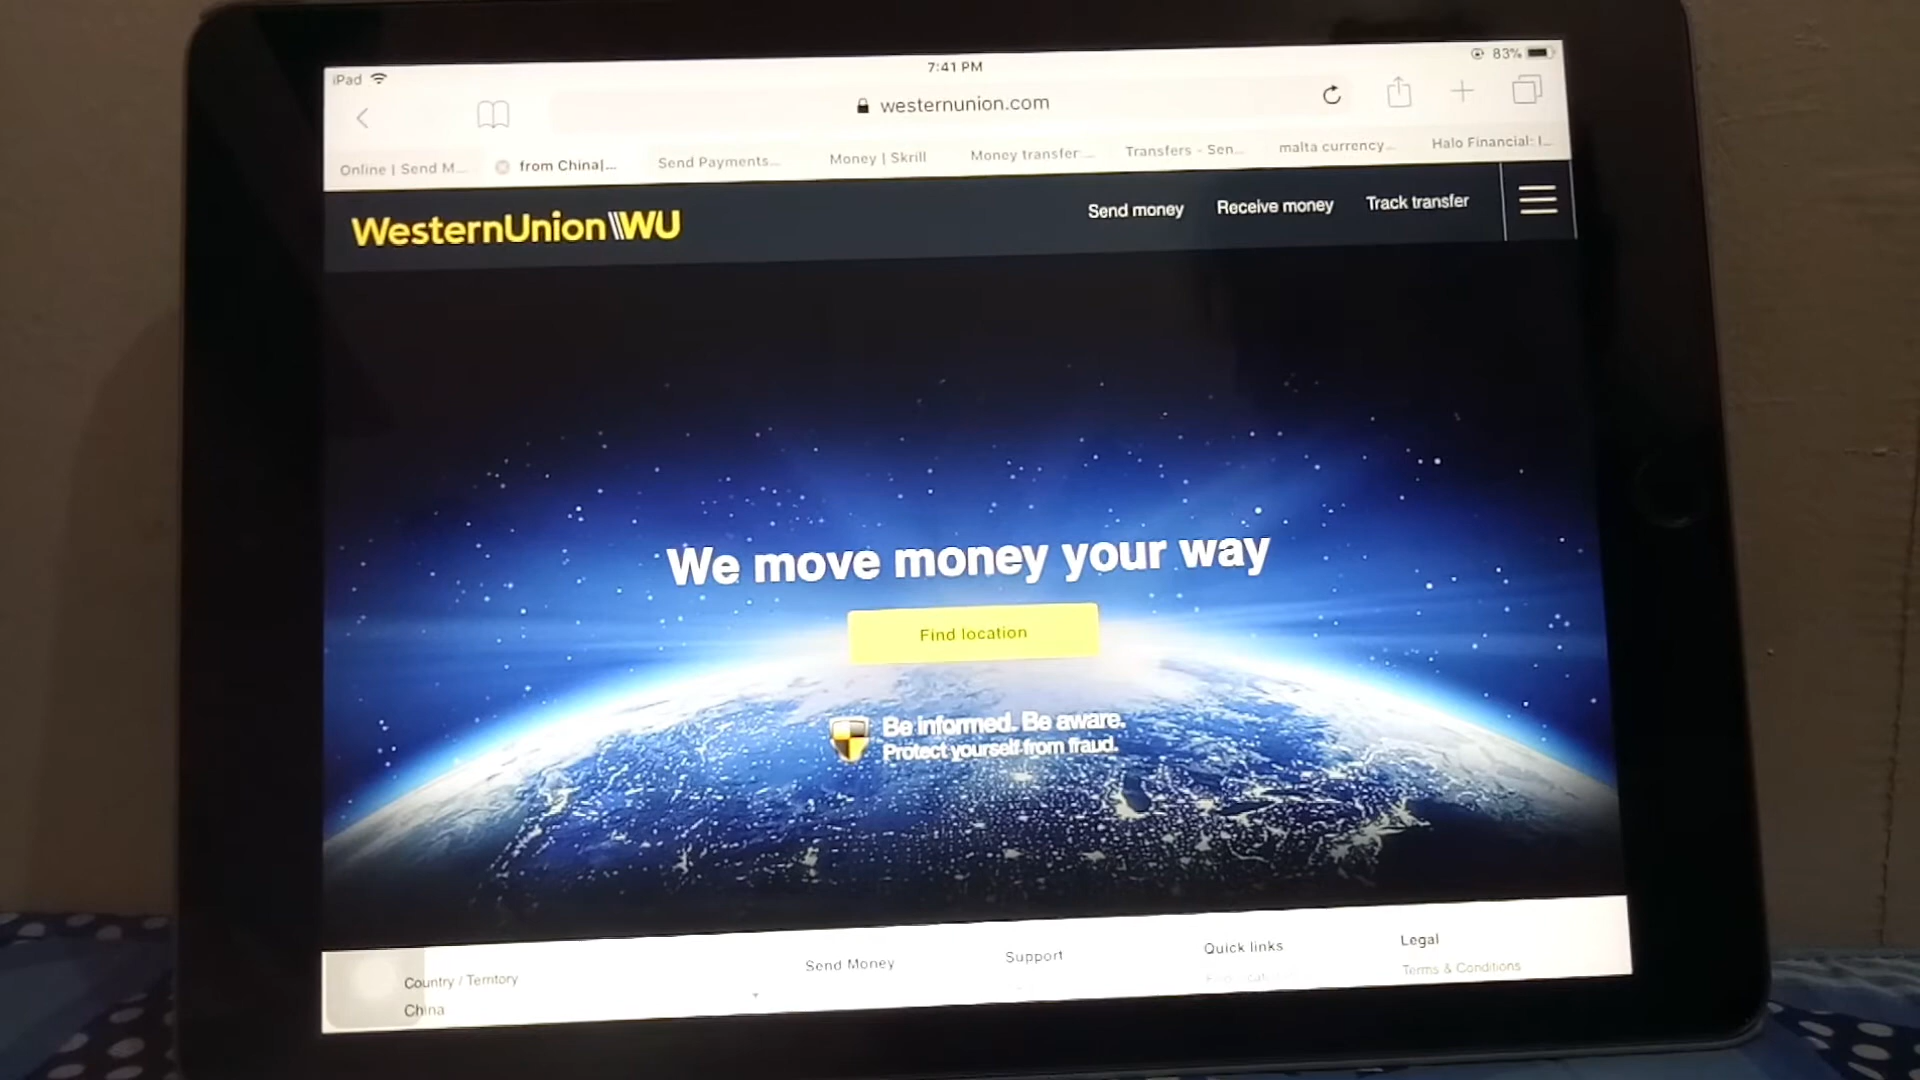 iPad
7:41 PM
83%
westernunion.com
Online | Send M...
from China|...
Send Payments...
Money | Skrill
Money transfer ...
Transfers - Sen...
malta currency...
Halo Financial: I...
WesternUnion WU
Send money
Receive money
Track transfer
We move money your way
Find location
Be informed. Be aware.
Protect yourself from fraud.
Country / Territory
China
Send Money
Support
Quick links
Legal
Terms & Conditions